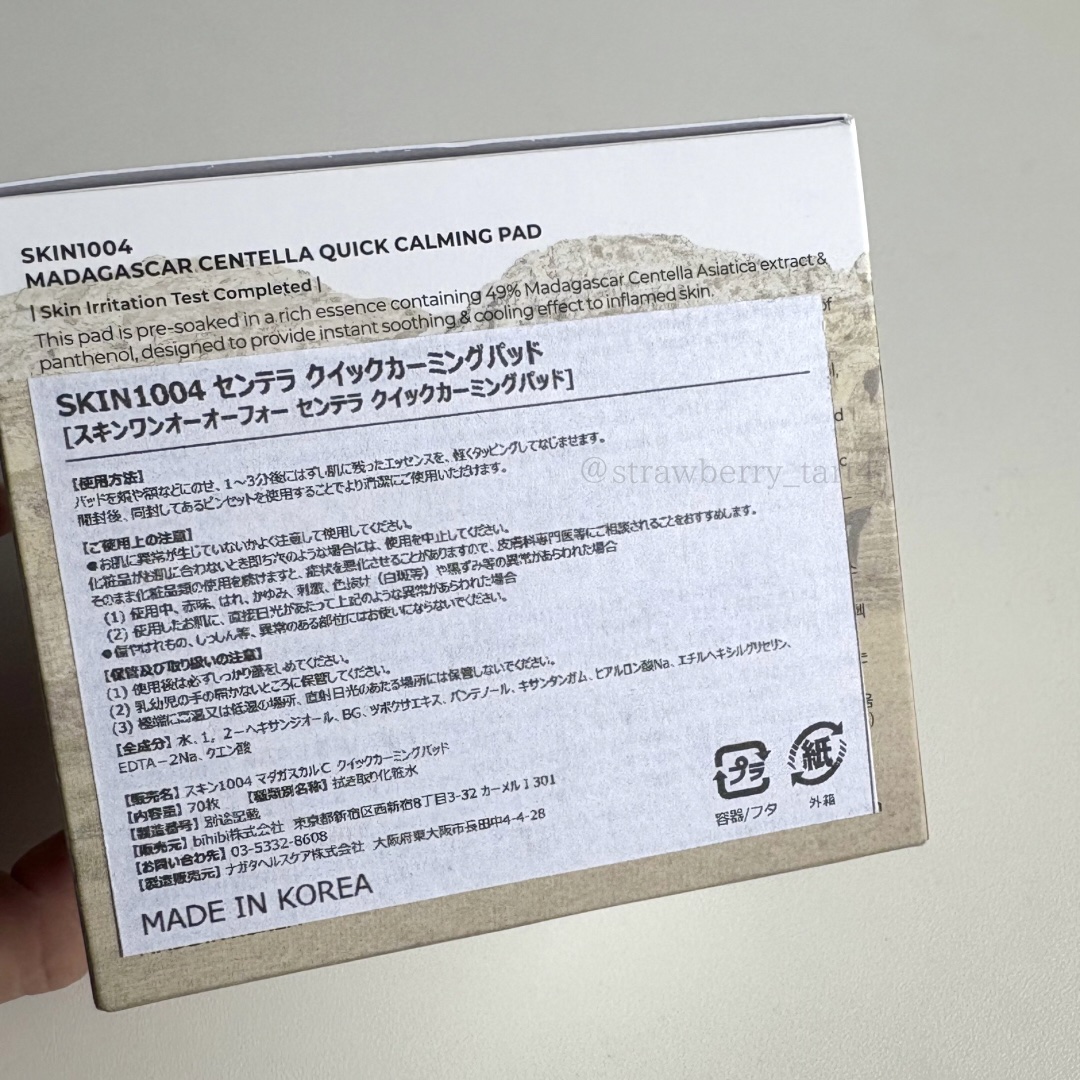 SKIN1004
MADAGASCAR CENTELLA QUICK CALMING PAD
| Skin Irritation Test Completed |
This pad is pre-soaked in a rich essence containing 49% Madagascar Centella Asiatica extract &
panthenol, designed to provide instant soothing & cooling effect to inflamed skin.
of
SKIN1004 センテラ クイックカーミングパッド
[スキンワンオーオーフォー センテラ クイックカーミングパッド]
【使用方法】
パッドを頬や額などにのせ、1～3分後にはずし肌に残ったエッセンスを、軽くタッピングしてなじませます。
開封後、同封してあるピンセットを使用することでより清潔にご使用いただけます。
@strawberry_tart
【ご使用上の注意】
●お肌に異常が生じていないかよく注意して使用してください。
化粧品がお肌に合わないとき即ち次のような場合には、使用を中止してください。
そのまま化粧品類の使用を続けますと、症状を悪化させることがありますので、皮膚科専門医等にご相談されることをおすすめします。
(1) 使用中、赤味、はれ、かゆみ、刺激、色抜け（白斑等）や黒ずみ等の異常があらわれた場合
(2) 使用したお肌に、直接日光があたって上記のような異常があらわれた場合
●傷やはれもの、しっしん等、異常のある部位にはお使いにならないでください。
【保管及び取り扱いの注意】
(1) 使用後は必ずしっかり蓋をしめてください。
(2) 乳幼児の手の届かないところに保管してください。
(3) 極端に高温又は低温の場所、直射日光のあたる場所には保管しないでください。
【全成分】水、1，2－ヘキサンジオール、BG、ツボクサエキス、パンテノール、キサンタンガム、ヒアルロン酸Na、エチルヘキシルグリセリン、
EDTA－2Na、クエン酸
【販売名】スキン1004 マダガスカルC クイックカーミングパッド
【内容量】70枚 【種類別名称】拭き取り化粧水
【製造番号】別途記載
【販売元】bihibi株式会社 東京都新宿区西新宿8丁目3-32 カーメルⅠ301
【お問い合わせ先】03-5332-8608
【製造販売元】ナガタヘルスケア株式会社 大阪府東大阪市長田中4-4-28
MADE IN KOREA
プラ
容器/フタ
紙
外箱